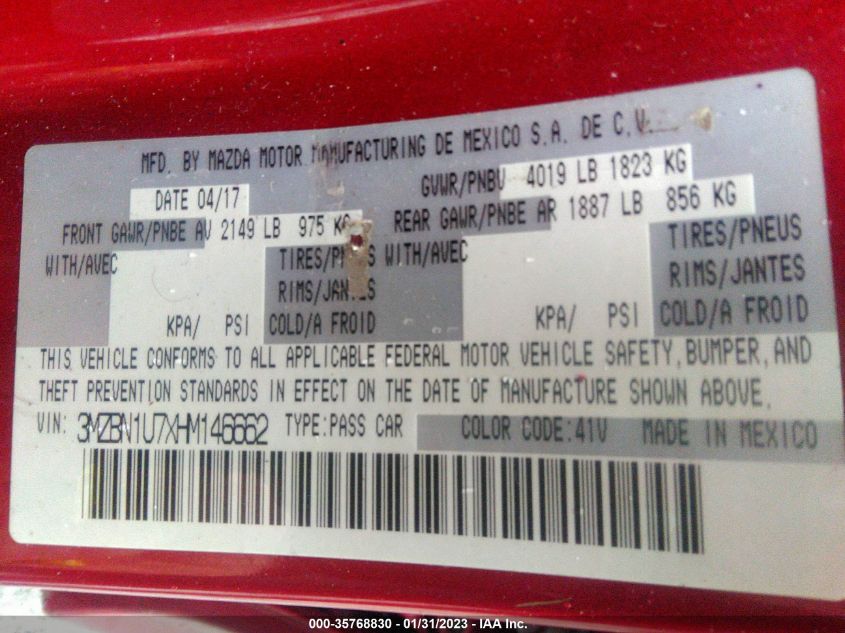 MFD. BY MAZDA MOTOR MANUFACTURING DE MEXICO S.A. DE C.V.
DATE 04/17 GVWR/PNBV 4019 LB 1823 KG
FRONT GAWR/PNBE AV 2149 LB 975 KG REAR GAWR/PNBE AR 1887 LB 856 KG
WITH/AVEC TIRES/PNEUS WITH/AVEC TIRES/PNEUS
RIMS/JANTES RIMS/JANTES
KPA/ PSI COLD/A FROID KPA/ PSI COLD/A FROID
THIS VEHICLE CONFORMS TO ALL APPLICABLE FEDERAL MOTOR VEHICLE SAFETY, BUMPER, AND
THEFT PREVENTION STANDARDS IN EFFECT ON THE DATE OF MANUFACTURE SHOWN ABOVE.
VIN: 3MZBN1U7XHM146662 TYPE: PASS CAR COLOR CODE: 41V MADE IN MEXICO
000-35768830 - 01/31/2023 - IAA Inc.